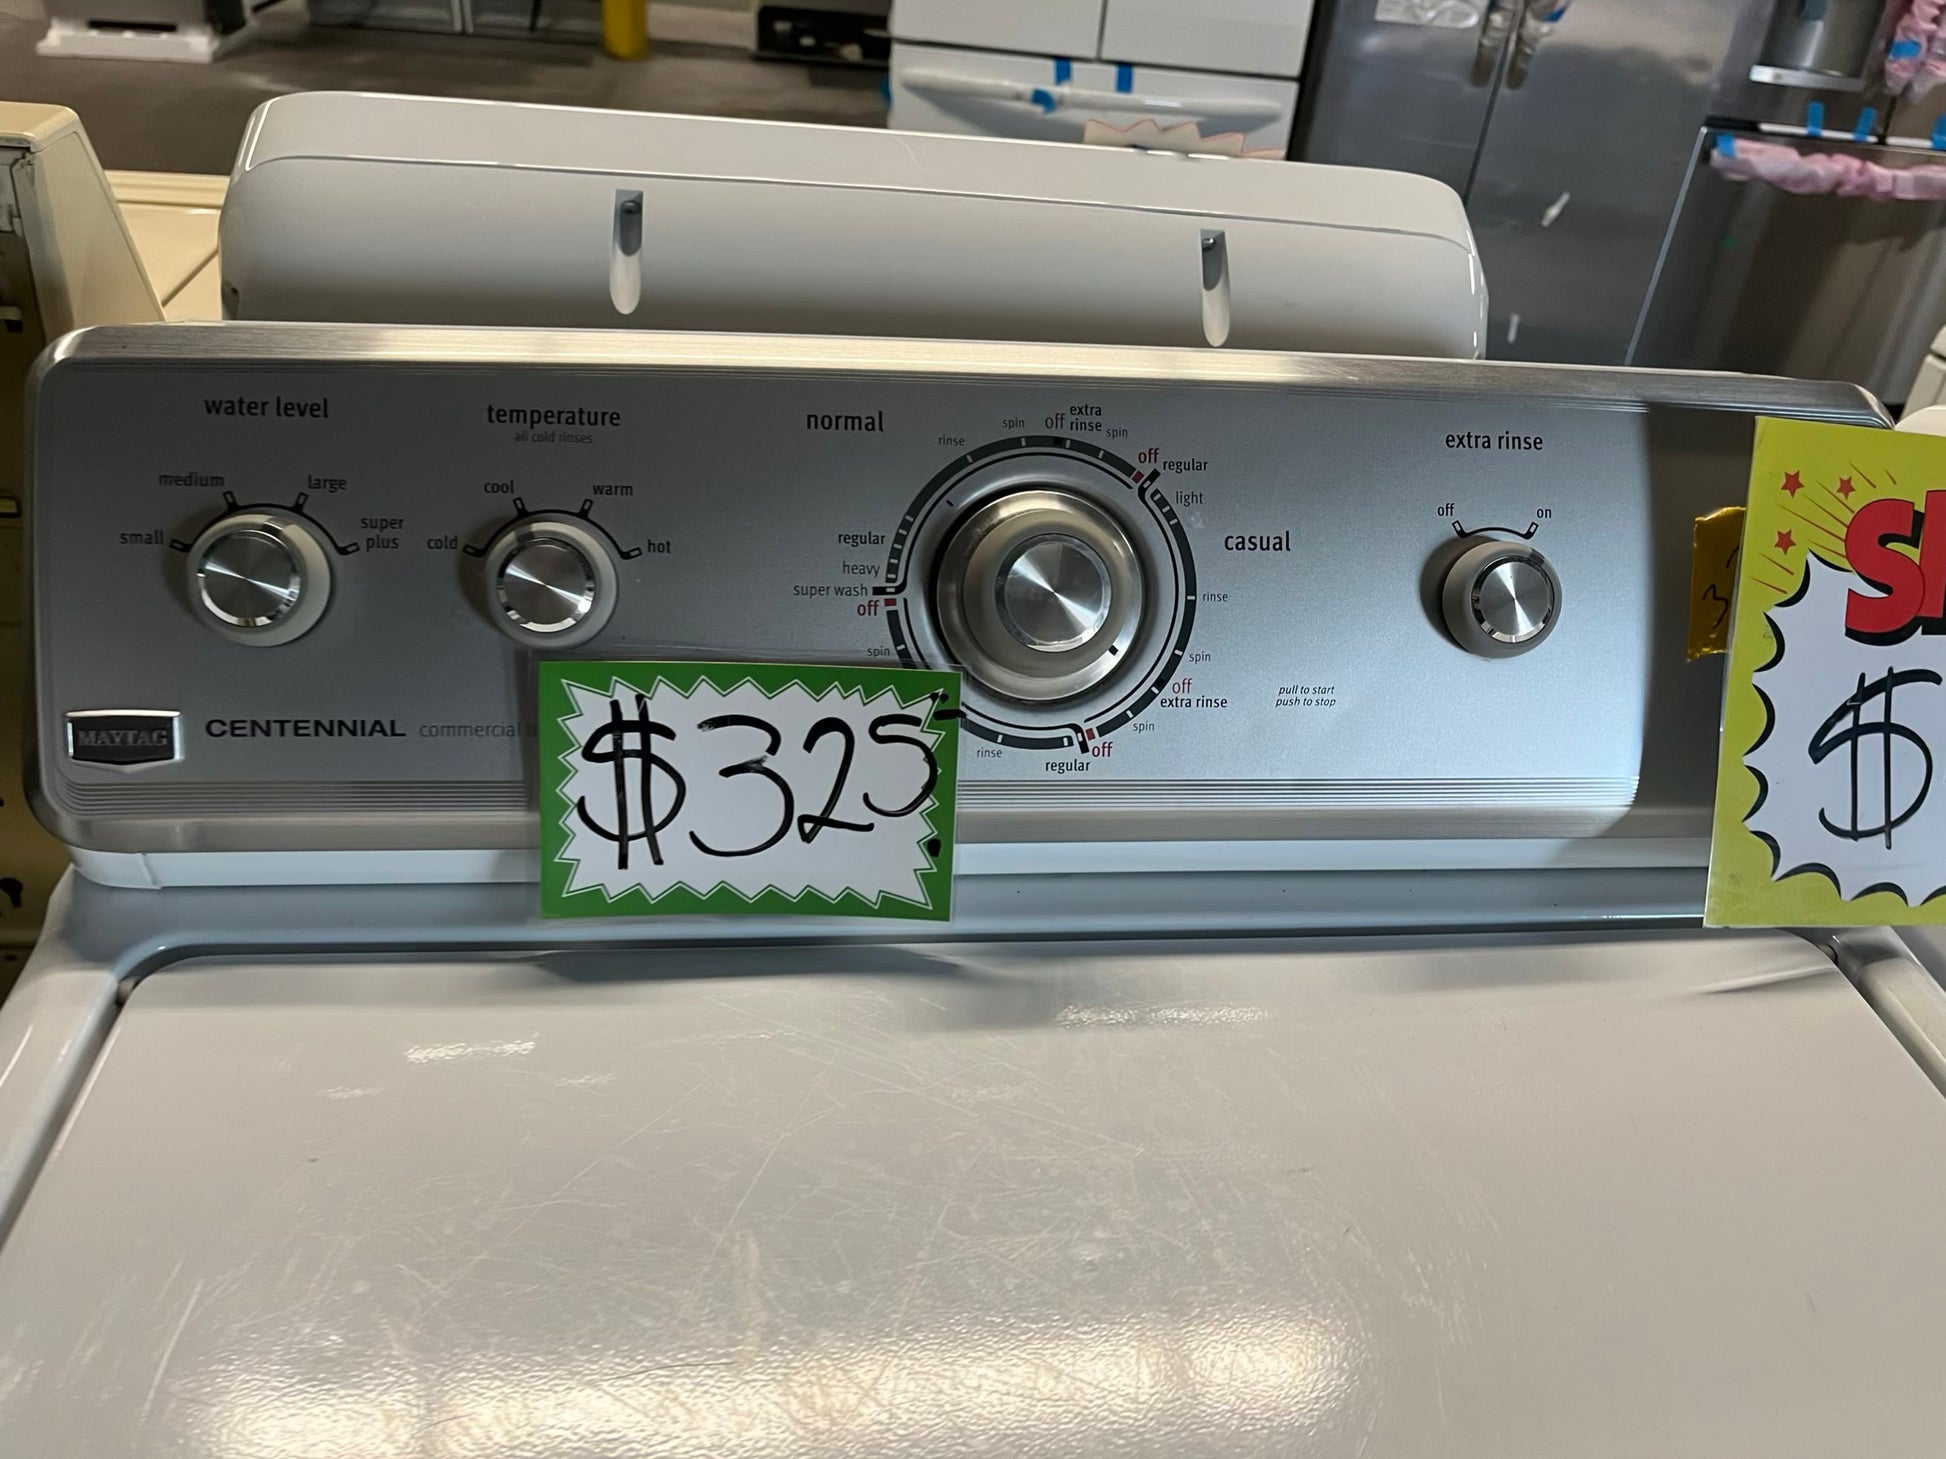 water level
small
medium
large
super
plus
temperature
all cold rinses
cold
cool
warm
hot
normal
rinse
spin
off
extra
rinse
spin
off
regular
light
casual
regular
heavy
super wash
off
spin
rinse
spin
off
extra rinse
spin
off
regular
rinse
pull to start
push to stop
extra rinse
off
on
MAYTAG
CENTENNIAL commercial
$325
$